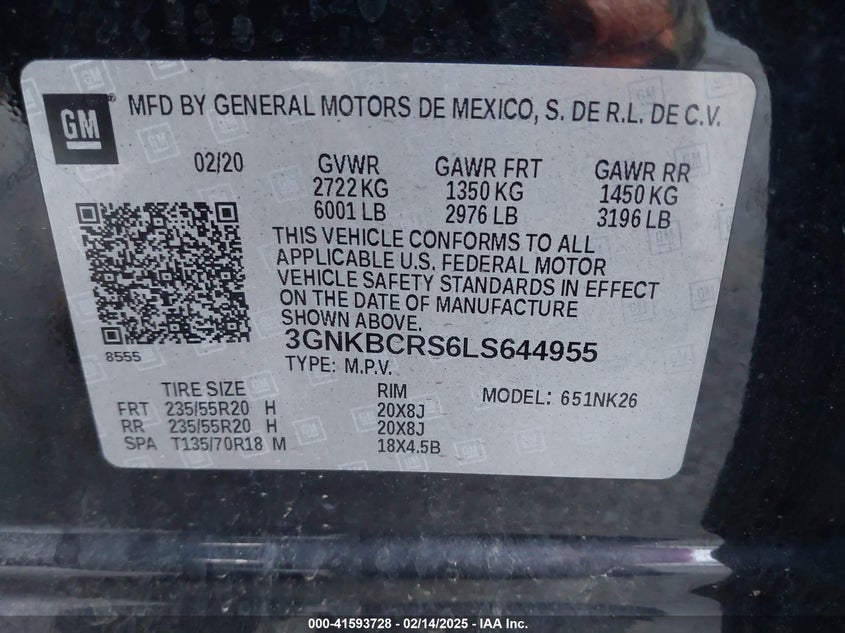 GM
MFD BY GENERAL MOTORS DE MEXICO, S. DE R.L. DE C.V.
02/20 GVWR GAWR FRT GAWR RR
2722 KG 1350 KG 1450 KG
6001 LB 2976 LB 3196 LB
THIS VEHICLE CONFORMS TO ALL
APPLICABLE U.S. FEDERAL MOTOR
VEHICLE SAFETY STANDARDS IN EFFECT
ON THE DATE OF MANUFACTURE
SHOWN ABOVE.
8555
3GNKBCRS6LS644955
TYPE: M.P.V.
TIRE SIZE RIM MODEL: 651NK26
FRT 235/55R20 H 20X8J
RR 235/55R20 H 20X8J
SPA T135/70R18 M 18X4.5B
000-41593728 - 02/14/2025 - IAA Inc.